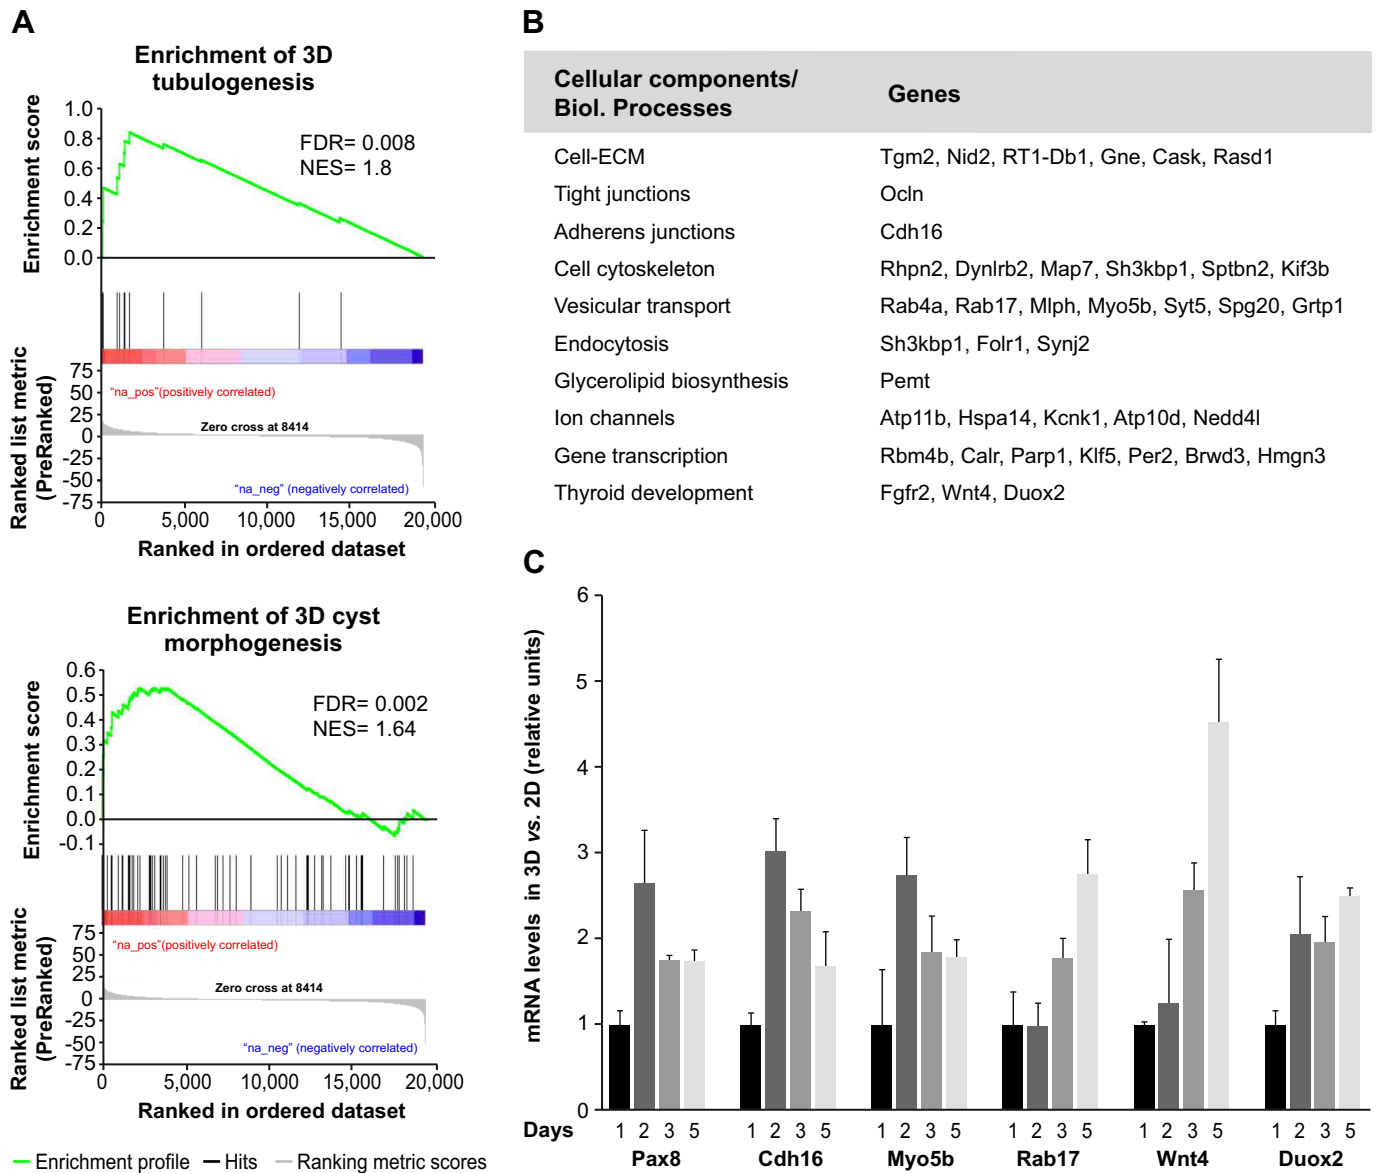 A
Enrichment of 3D
tubulogenesis
Enrichment score
1.0
0.8
0.6
0.4
0.2
0.0
FDR= 0.008
NES= 1.8
Ranked list metric
(PreRanked)
75
50
25
0
-25
-50
-75
"na_pos"(positively correlated)
Zero cross at 8414
"na_neg" (negatively correlated)
0 5,000 10,000 15,000 20,000
Ranked in ordered dataset
Enrichment of 3D cyst
morphogenesis
Enrichment score
0.6
0.5
0.4
0.3
0.2
0.1
0.0
-0.1
FDR= 0.002
NES= 1.64
Ranked list metric
(PreRanked)
75
50
25
0
-25
-50
-75
"na_pos"(positively correlated)
Zero cross at 8414
"na_neg" (negatively correlated)
0 5,000 10,000 15,000 20,000
Ranked in ordered dataset
Enrichment profile Hits Ranking metric scores
B
Cellular components/
Biol. Processes
Genes
Cell-ECM Tgm2, Nid2, RT1-Db1, Gne, Cask, Rasd1
Tight junctions Ocln
Adherens junctions Cdh16
Cell cytoskeleton Rhpn2, Dynlrb2, Map7, Sh3kbp1, Sptbn2, Kif3b
Vesicular transport Rab4a, Rab17, Mlph, Myo5b, Syt5, Spg20, Grtp1
Endocytosis Sh3kbp1, Folr1, Synj2
Glycerolipid biosynthesis Pemt
Ion channels Atp11b, Hspa14, Kcnk1, Atp10d, Nedd4l
Gene transcription Rbm4b, Calr, Parp1, Klf5, Per2, Brwd3, Hmgn3
Thyroid development Fgfr2, Wnt4, Duox2
C
mRNA levels in 3D vs. 2D (relative units)
6
5
4
3
2
1
0
Days 1 2 3 5 1 2 3 5 1 2 3 5 1 2 3 5 1 2 3 5 1 2 3 5
Pax8 Cdh16 Myo5b Rab17 Wnt4 Duox2